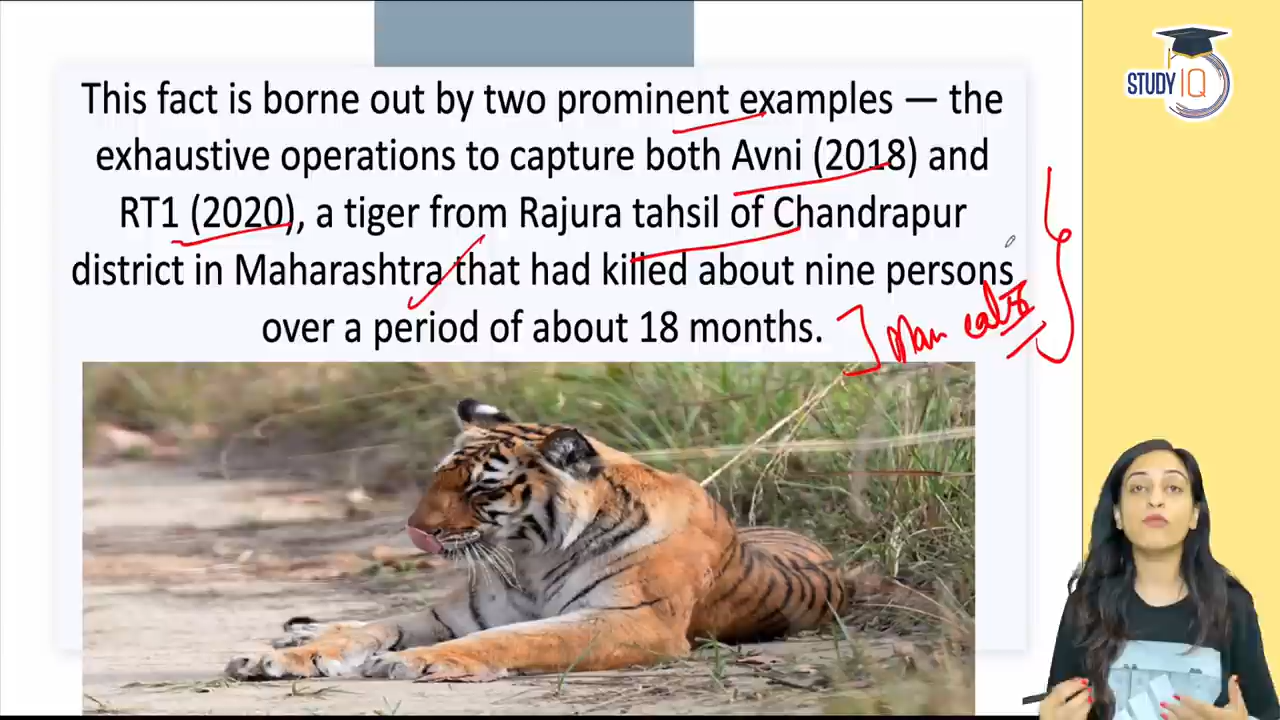 This fact is borne out by two prominent examples — the
exhaustive operations to capture both Avni (2018) and
RT1 (2020), a tiger from Rajura tahsil of Chandrapur
district in Maharashtra that had killed about nine persons
over a period of about 18 months.
Man
STUDY IQ